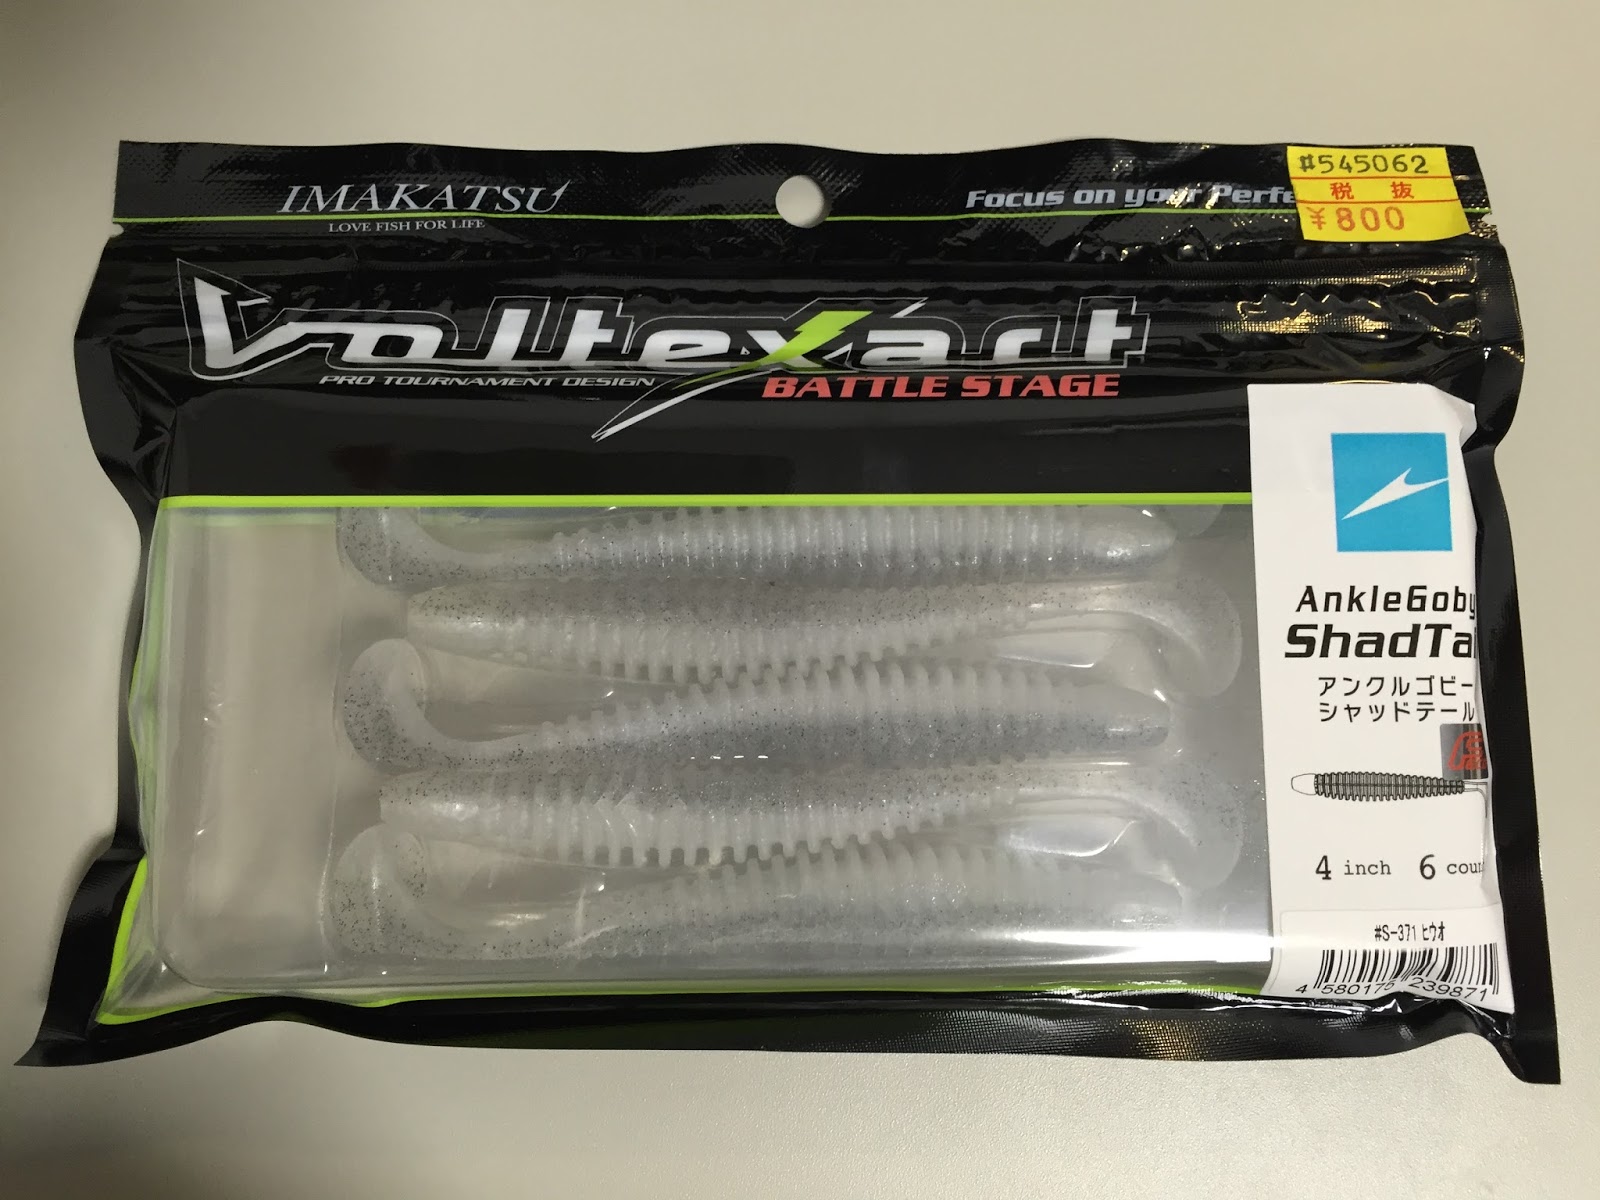 IMAKATSU
LOVE FISH FOR LIFE
Focus on your Perfe
#545062
税 抜
¥800
Voltexart
PRO TOURNAMENT DESIGN
BATTLE STAGE
AnkleGoby
ShadTai
アンクルゴビー
シャッドテール
4 inch 6 coun
#S-371 ヒウオ
4 580175 239871